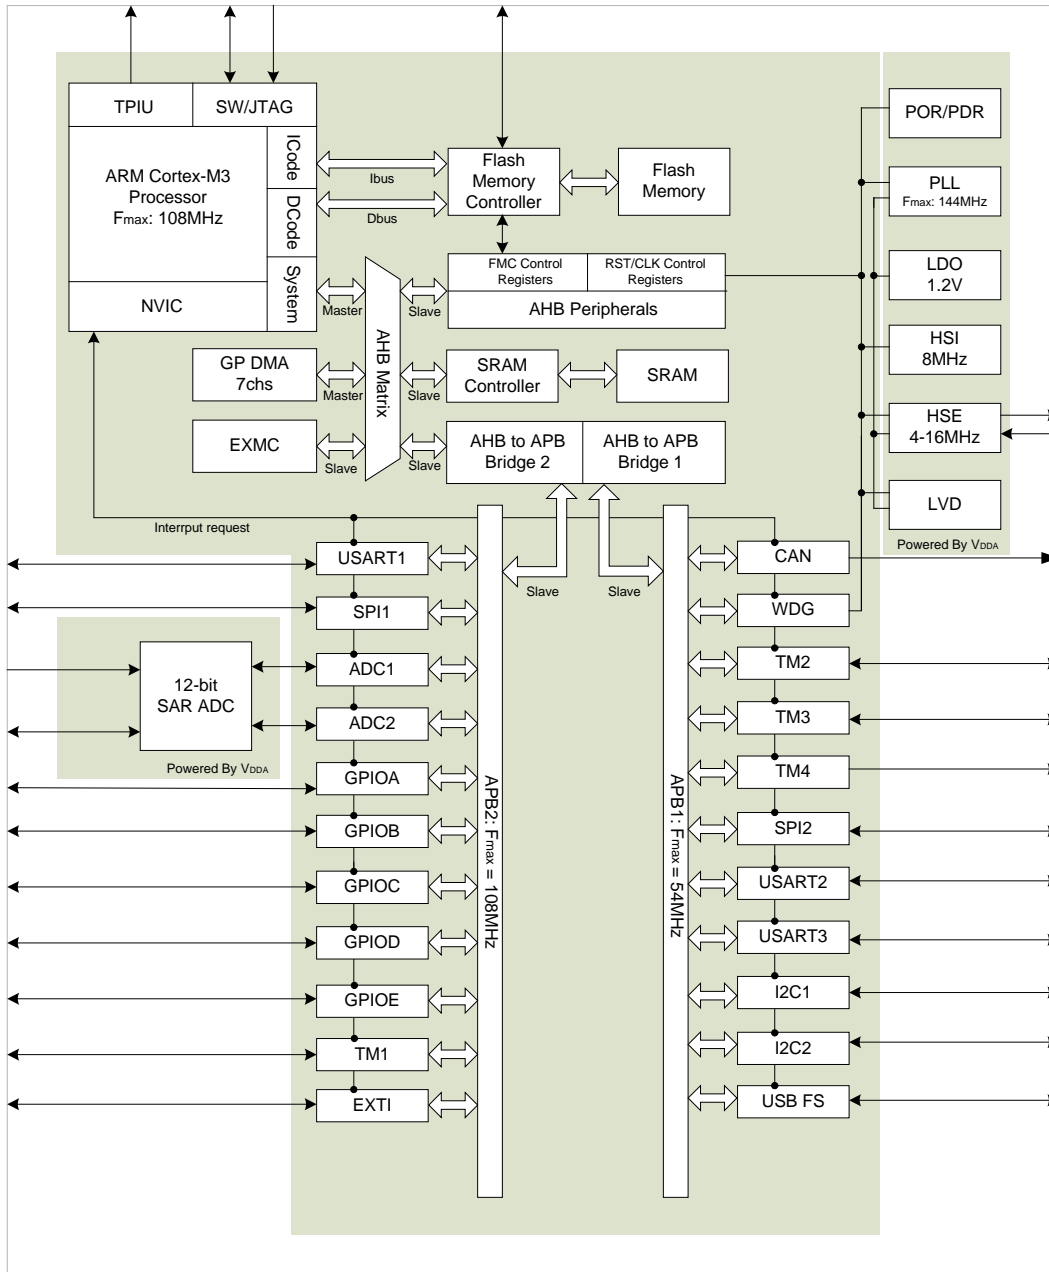 TPIU
SW/JTAG
POR/PDR
ICode
ARM Cortex-M3
Processor
Fmax: 108MHz
Ibus
Flash
Memory
Controller
Flash
Memory
PLL
Fmax: 144MHz
DCode
Dbus
System
NVIC
Master
AHB Matrix
Slave
FMC Control
Registers
RST/CLK Control
Registers
AHB Peripherals
LDO
1.2V
HSI
8MHz
GP DMA
7chs
Master
Slave
SRAM
Controller
SRAM
EXMC
Slave
Slave
AHB to APB
Bridge 2
AHB to APB
Bridge 1
HSE
4-16MHz
LVD
Powered By VDDA
Interrput request
Slave
Slave
USART1
SPI1
ADC1
ADC2
GPIOA
GPIOB
GPIOC
GPIOD
GPIOE
TM1
EXTI
12-bit
SAR ADC
Powered By VDDA
APB2: Fmax = 108MHz
APB1: Fmax = 54MHz
CAN
WDG
TM2
TM3
TM4
SPI2
USART2
USART3
I2C1
I2C2
USB FS